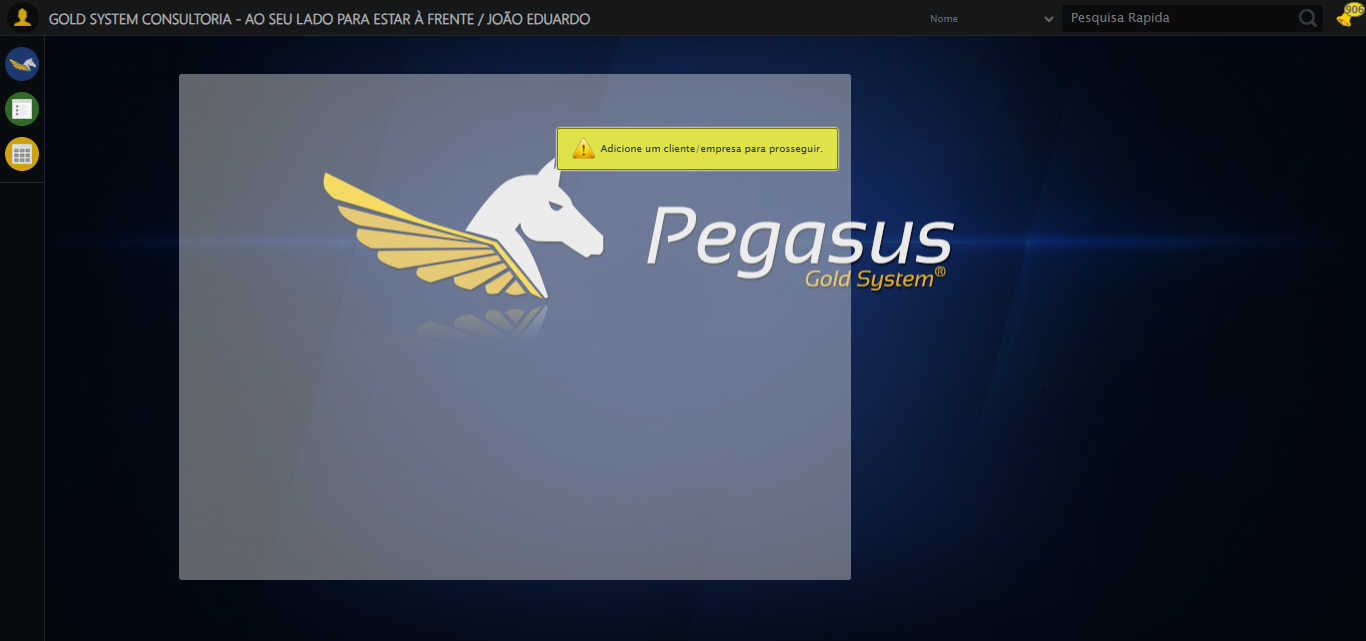 GOLD SYSTEM CONSULTORIA - AO SEU LADO PARA ESTAR À FRENTE / JOÃO EDUARDO
Nome
Pesquisa Rapida
906
Adicione um cliente/empresa para prosseguir.
Pegasus
Gold System®